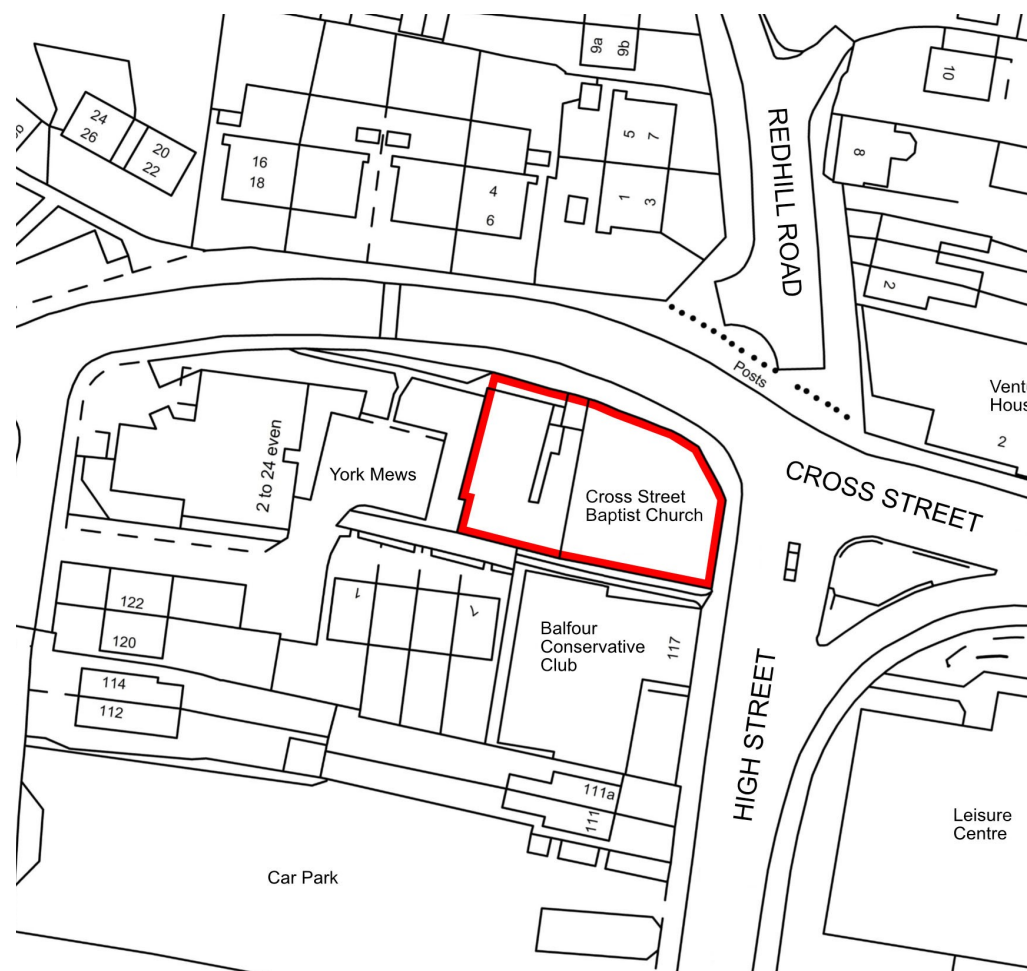 9a
9b
10
24
26
20
22
16
18
4
6
5
7
1
3
8
2
REDHILL ROAD
Posts
2
CROSS STREET
2 to 24 even
York Mews
Cross Street
Baptist Church
122
120
114
112
1
7
Balfour
Conservative
Club
117
HIGH STREET
111a
111
Leisure
Centre
Car Park